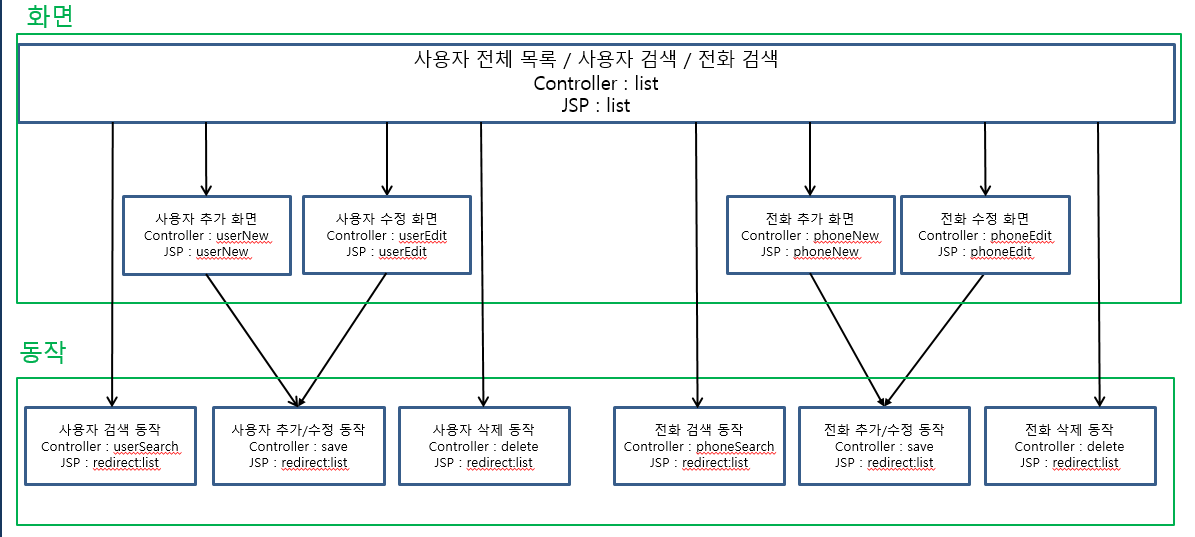 화면
사용자 전체 목록 / 사용자 검색 / 전화 검색
Controller : list
JSP : list
사용자 추가 화면
Controller : userNew
JSP : userNew
사용자 수정 화면
Controller : userEdit
JSP : userEdit
전화 추가 화면
Controller : phoneNew
JSP : phoneNew
전화 수정 화면
Controller : phoneEdit
JSP : phoneEdit
동작
사용자 검색 동작
Controller : userSearch
JSP : redirect:list
사용자 추가/수정 동작
Controller : save
JSP : redirect:list
사용자 삭제 동작
Controller : delete
JSP : redirect:list
전화 검색 동작
Controller : phoneSearch
JSP : redirect:list
전화 추가/수정 동작
Controller : save
JSP : redirect:list
전화 삭제 동작
Controller : delete
JSP : redirect:list